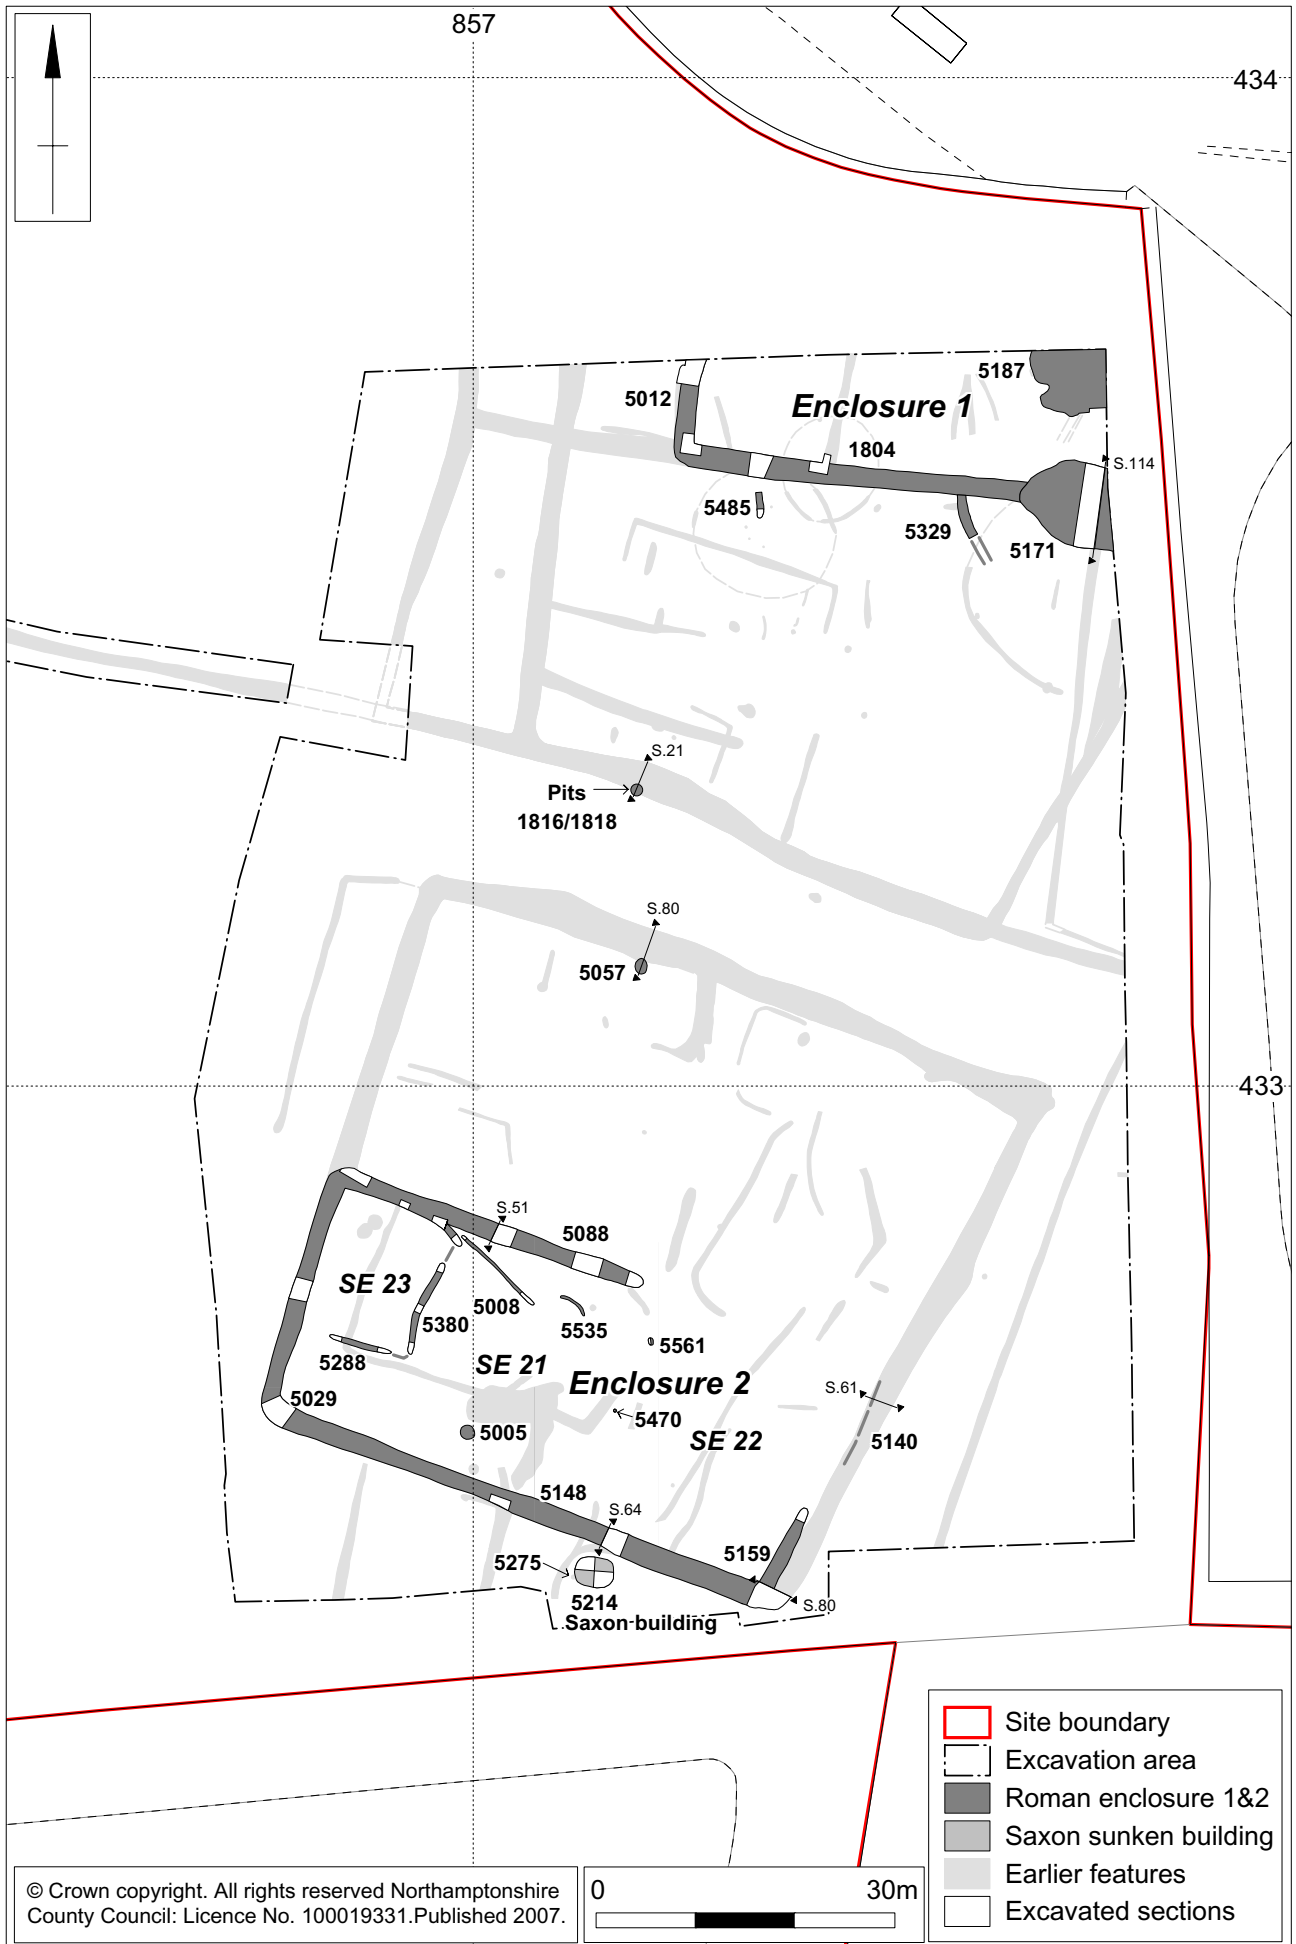 857
434
5187
5012
Enclosure 1
1804
S.114
5485
5329
5171
S.21
Pits
1816/1818
S.80
5057
433
S.51
5088
SE 23
5008
5380
5535
5561
5288
SE 21
Enclosure 2
S.61
5029
5470
5005
SE 22
5140
5148
S.64
5159
5275
5214
S.80
Saxon building
Site boundary
Excavation area
Roman enclosure 1&2
Saxon sunken building
Earlier features
Excavated sections
© Crown copyright. All rights reserved Northamptonshire
County Council: Licence No. 100019331.Published 2007.
0 30m